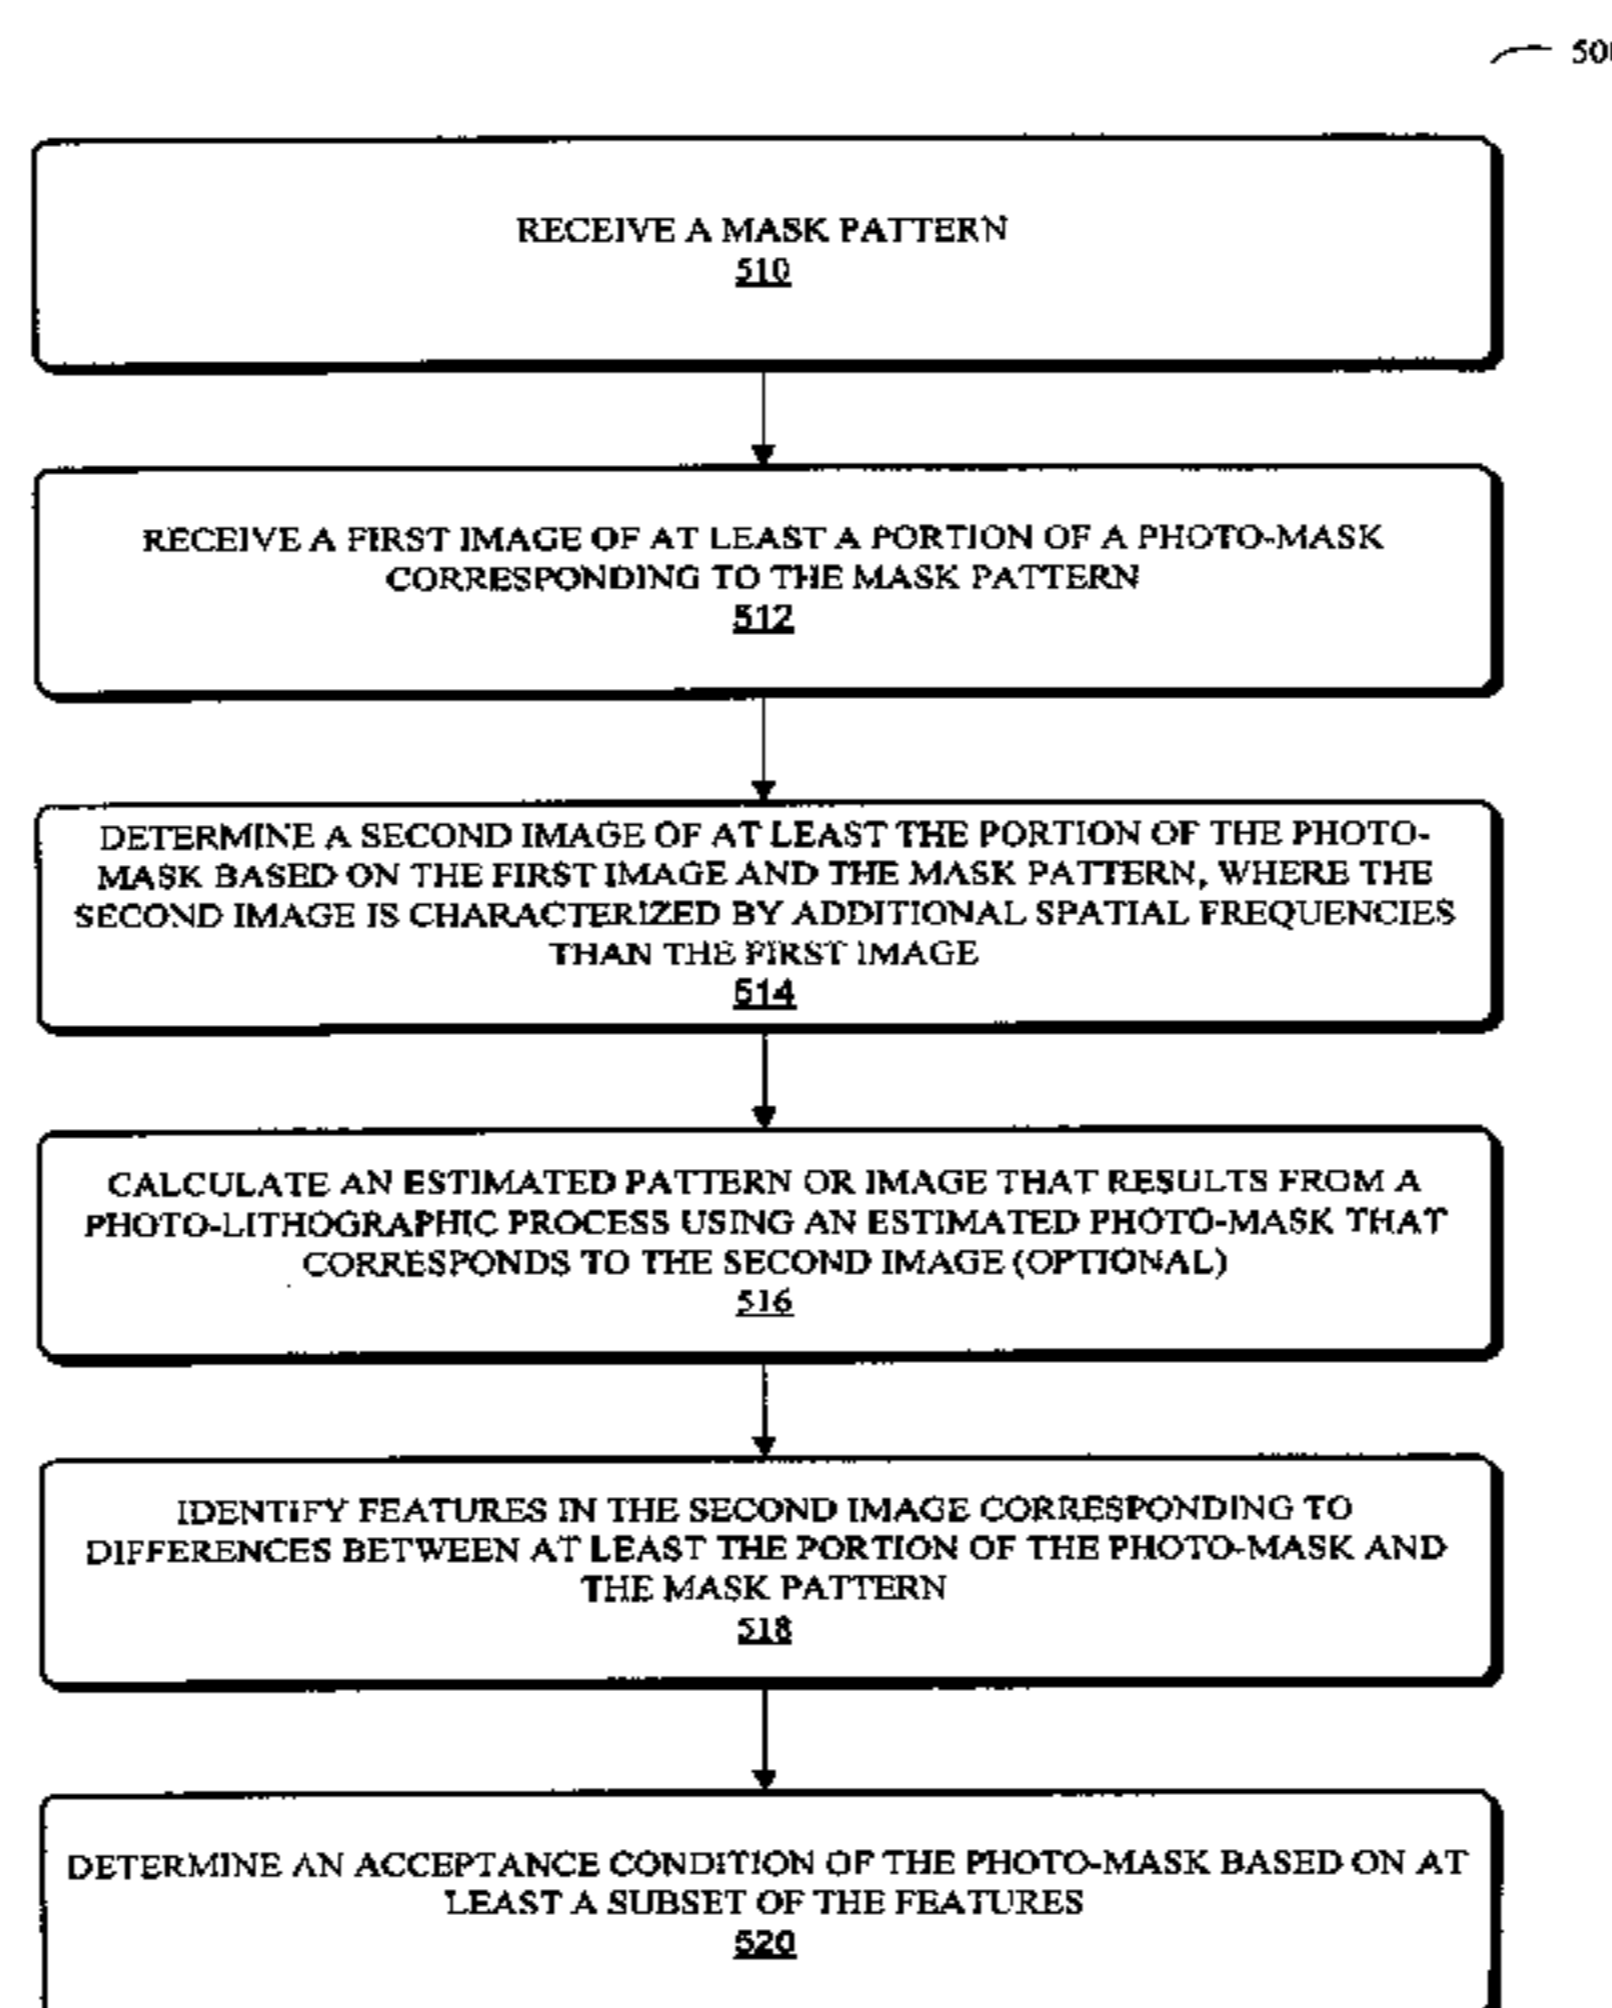 RECEIVE A MASK PATTERN
510
RECEIVE A FIRST IMAGE OF AT LEAST A PORTION OF A PHOTO-MASK
CORRESPONDING TO THE MASK PATTERN
512
DETERMINE A SECOND IMAGE OF AT LEAST THE PORTION OF THE PHOTO-
MASK BASED ON THE FIRST IMAGE AND THE MASK PATTERN, WHERE THE
SECOND IMAGE IS CHARACTERIZED BY ADDITIONAL SPATIAL FREQUENCIES
THAN THE FIRST IMAGE
514
CALCULATE AN ESTIMATED PATTERN OR IMAGE THAT RESULTS FROM A
PHOTO-LITHOGRAPHIC PROCESS USING AN ESTIMATED PHOTO-MASK THAT
CORRESPONDS TO THE SECOND IMAGE (OPTIONAL)
516
IDENTIFY FEATURES IN THE SECOND IMAGE CORRESPONDING TO
DIFFERENCES BETWEEN AT LEAST THE PORTION OF THE PHOTO-MASK AND
THE MASK PATTERN
518
DETERMINE AN ACCEPTANCE CONDITION OF THE PHOTO-MASK BASED ON AT
LEAST A SUBSET OF THE FEATURES
520